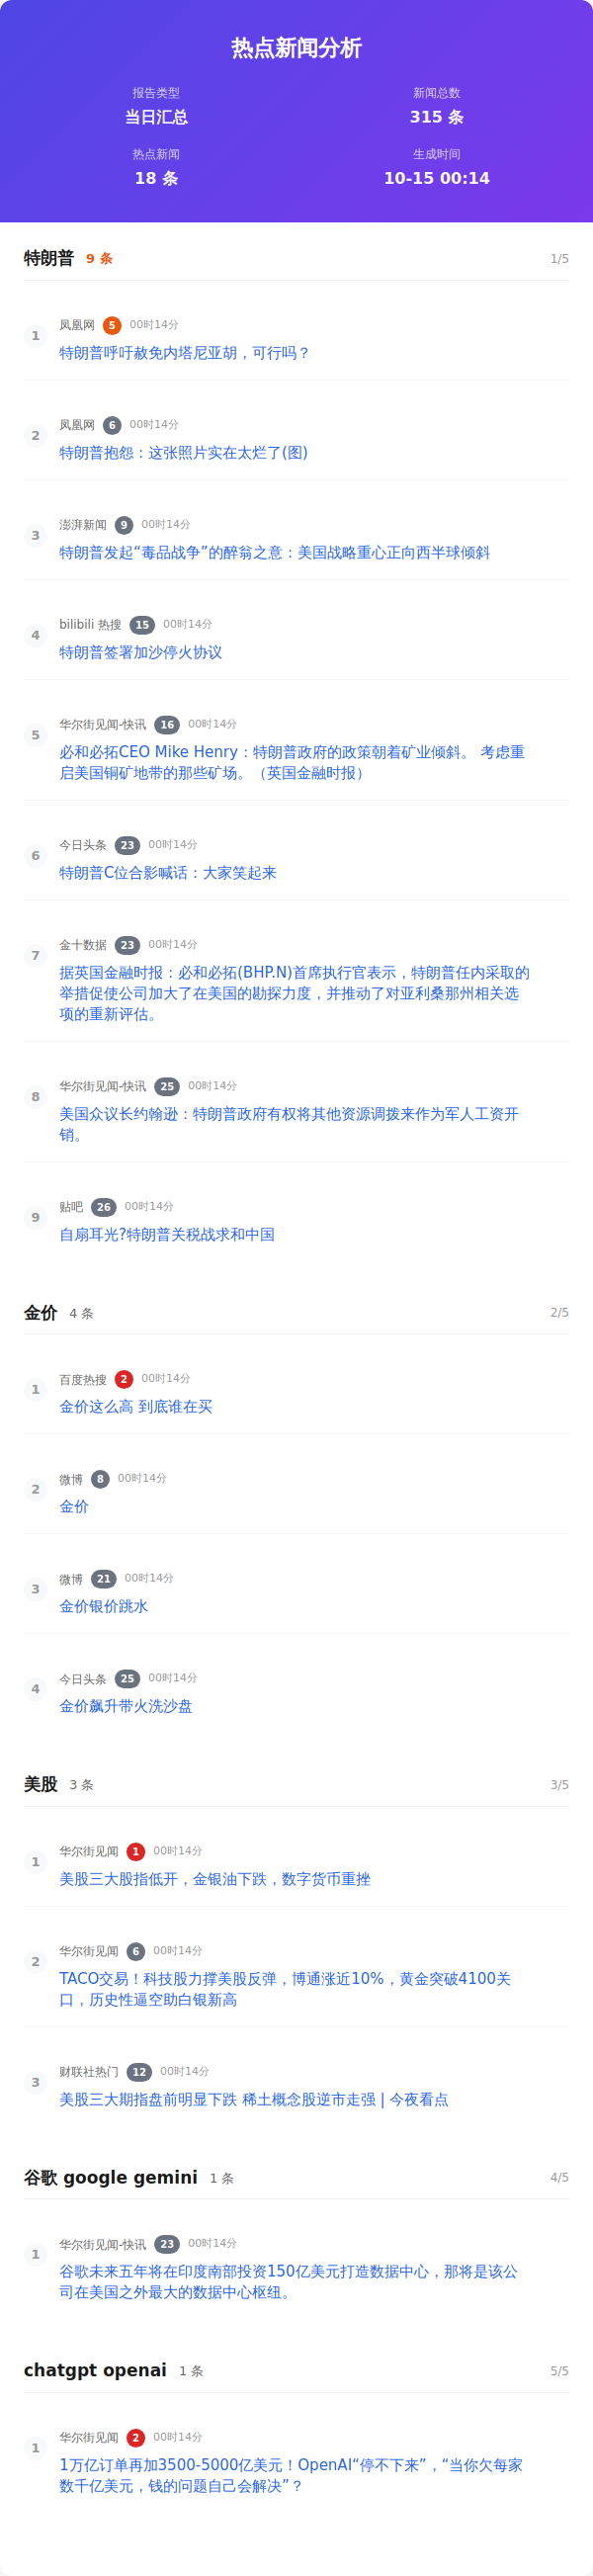 热点新闻分析
报告类型
当日汇总
新闻总数
315 条
热点新闻
18 条
生成时间
10-15 00:14
特朗普 9 条 1/5
1
凤凰网 5 00时14分
特朗普呼吁赦免内塔尼亚胡，可行吗？
2
凤凰网 6 00时14分
特朗普抱怨：这张照片实在太烂了(图)
3
澎湃新闻 9 00时14分
特朗普发起“毒品战争”的醉翁之意：美国战略重心正向西半球倾斜
4
bilibili 热搜 15 00时14分
特朗普签署加沙停火协议
5
华尔街见闻-快讯 16 00时14分
必和必拓CEO Mike Henry：特朗普政府的政策朝着矿业倾斜。 考虑重
启美国铜矿地带的那些矿场。（英国金融时报）
6
今日头条 23 00时14分
特朗普C位合影喊话：大家笑起来
7
金十数据 23 00时14分
据英国金融时报：必和必拓(BHP.N)首席执行官表示，特朗普任内采取的
举措促使公司加大了在美国的勘探力度，并推动了对亚利桑那州相关选
项的重新评估。
8
华尔街见闻-快讯 25 00时14分
美国众议长约翰逊：特朗普政府有权将其他资源调拨来作为军人工资开
销。
9
贴吧 26 00时14分
自扇耳光?特朗普关税战求和中国
金价 4 条 2/5
1
百度热搜 2 00时14分
金价这么高 到底谁在买
2
微博 8 00时14分
金价
3
微博 21 00时14分
金价银价跳水
4
今日头条 25 00时14分
金价飙升带火洗沙盘
美股 3 条 3/5
1
华尔街见闻 1 00时14分
美股三大股指低开，金银油下跌，数字货币重挫
2
华尔街见闻 6 00时14分
TACO交易！科技股力撑美股反弹，博通涨近10%，黄金突破4100关
口，历史性逼空助白银新高
3
财联社热门 12 00时14分
美股三大期指盘前明显下跌 稀土概念股逆市走强 | 今夜看点
谷歌 google gemini 1 条 4/5
1
华尔街见闻-快讯 23 00时14分
谷歌未来五年将在印度南部投资150亿美元打造数据中心，那将是该公
司在美国之外最大的数据中心枢纽。
chatgpt openai 1 条 5/5
1
华尔街见闻 2 00时14分
1万亿订单再加3500-5000亿美元！OpenAI“停不下来”，“当你欠每家
数千亿美元，钱的问题自己会解决”？